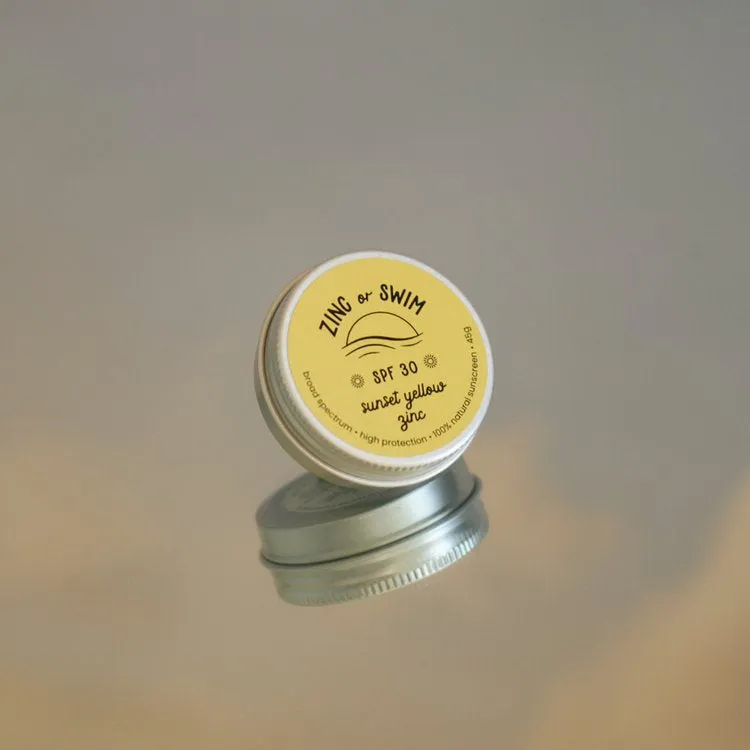 ZINC or SWIM
SPF 30
sunset yellow
zinc
broad spectrum • high protection • 100% natural sunscreen • 45g